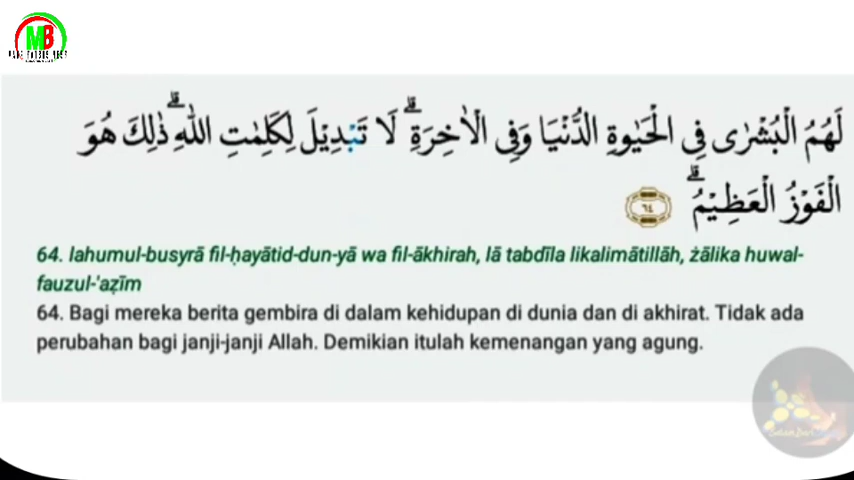 MB
لَهُمُ الْبُشْرٰى فِى الْحَيٰوةِ الدُّنْيَا وَفِى الْاٰخِرَةِۗ لَا تَبْدِيْلَ لِكَلِمٰتِ اللّٰهِۗ ذٰلِكَ هُوَ
الْفَوْزُ الْعَظِيْمُۗ ٦٤
64. lahumul-busyrā fil-ḥayātid-dun-yā wa fil-ākhirah, lā tabdīla likalimātillāh, żālika huwal-
fauzul-'aẓīm
64. Bagi mereka berita gembira di dalam kehidupan di dunia dan di akhirat. Tidak ada
perubahan bagi janji-janji Allah. Demikian itulah kemenangan yang agung.